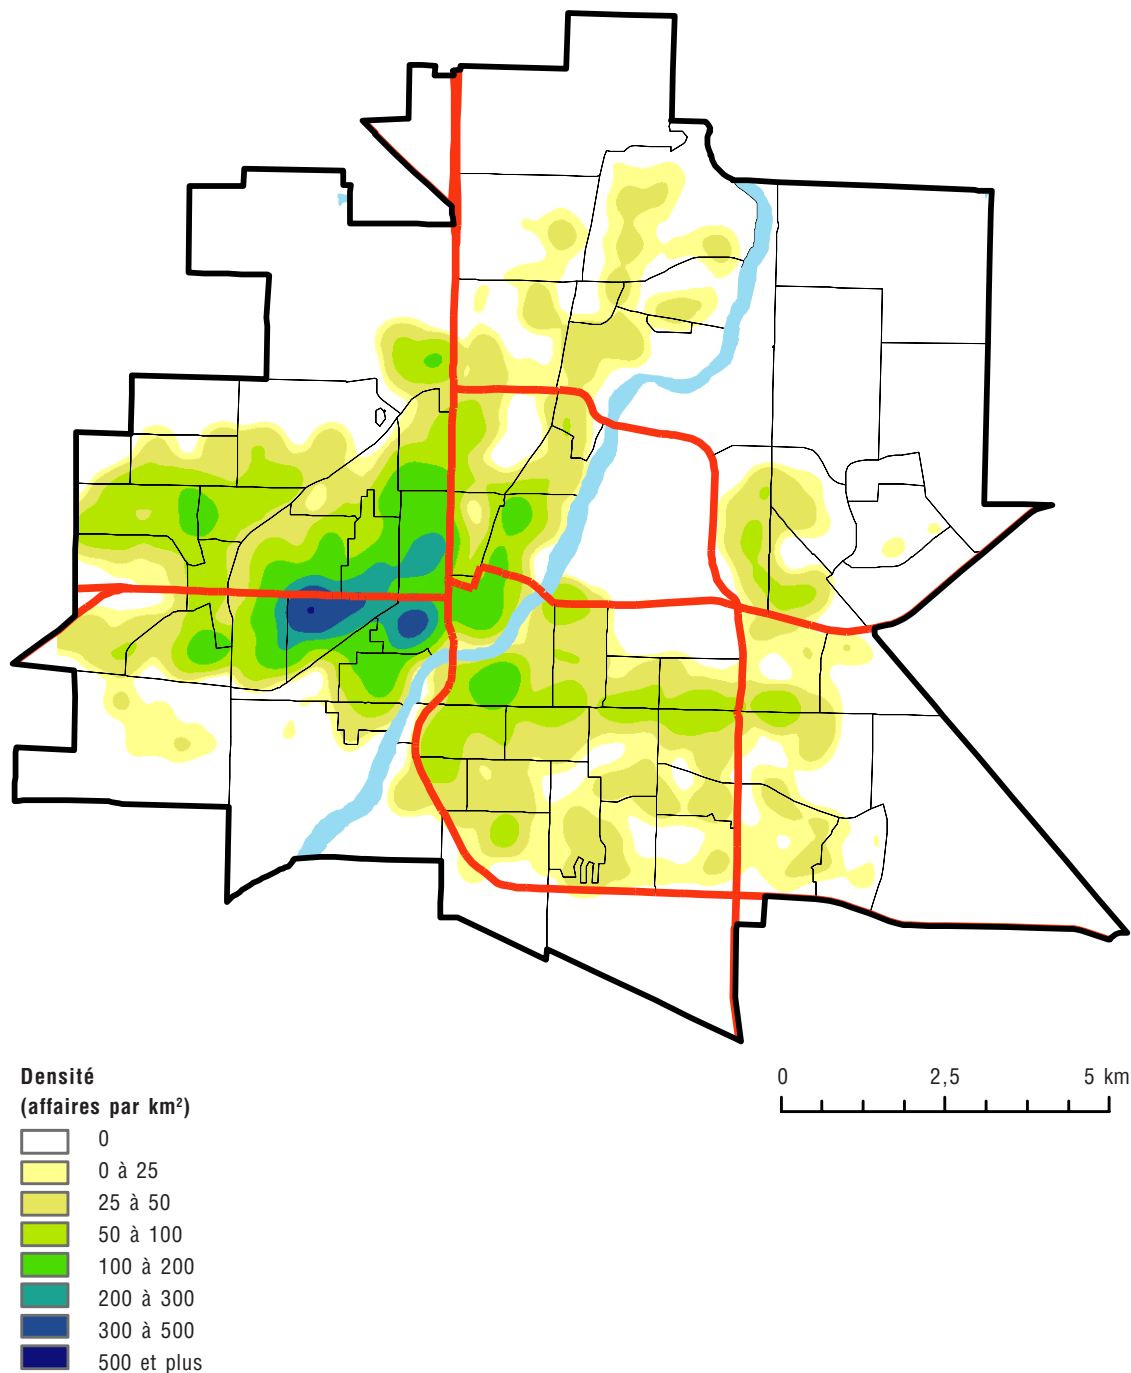 Densité
(affaires par km²)
0
0 à 25
25 à 50
50 à 100
100 à 200
200 à 300
300 à 500
500 et plus
0 2,5 5 km